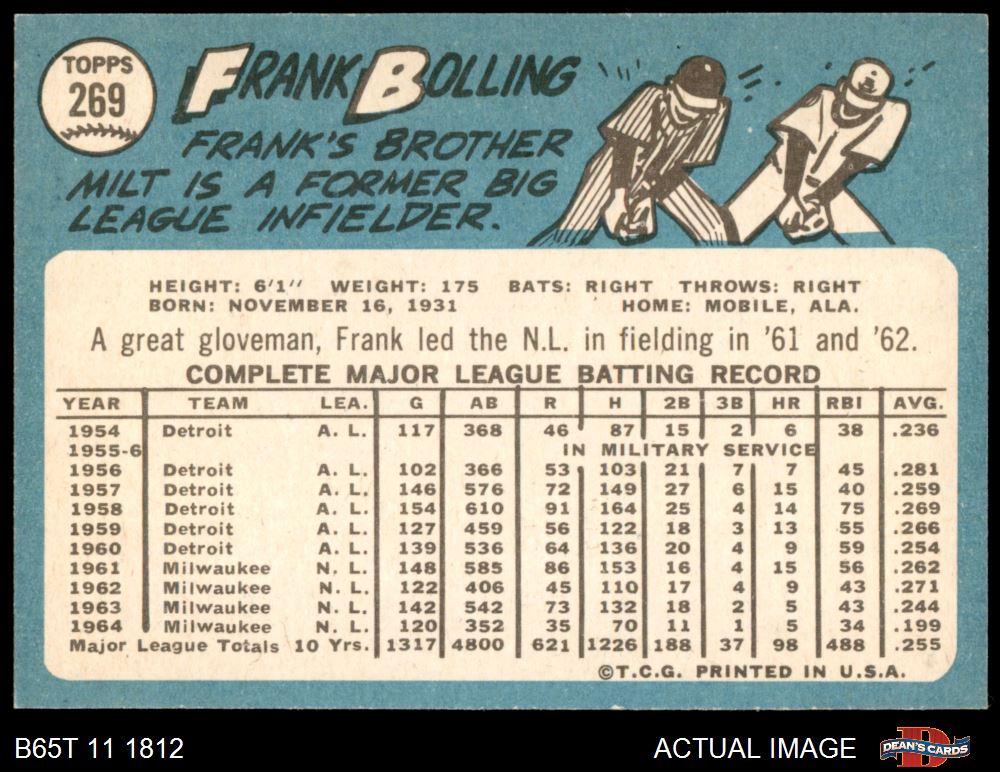 TOPPS
269
FRANK BOLLING
FRANK'S BROTHER
MILT IS A FORMER BIG
LEAGUE INFIELDER.
HEIGHT: 6'1" WEIGHT: 175 BATS: RIGHT THROWS: RIGHT
BORN: NOVEMBER 16, 1931 HOME: MOBILE, ALA.
A great gloveman, Frank led the N.L. in fielding in '61 and '62.
COMPLETE MAJOR LEAGUE BATTING RECORD
YEAR TEAM LEA. G AB R H 2B 3B HR RBI AVG.
1954 Detroit A. L. 117 368 46 87 15 2 6 38 .236
1955-6 IN MILITARY SERVICE
1956 Detroit A. L. 102 366 53 103 21 7 7 45 .281
1957 Detroit A. L. 146 576 72 149 27 6 15 40 .259
1958 Detroit A. L. 154 610 91 164 25 4 14 75 .269
1959 Detroit A. L. 127 459 56 122 18 3 13 55 .266
1960 Detroit A. L. 139 536 64 136 20 4 9 59 .254
1961 Milwaukee N. L. 148 585 86 153 16 4 15 56 .262
1962 Milwaukee N. L. 122 406 45 110 17 4 9 43 .271
1963 Milwaukee N. L. 142 542 73 132 18 2 5 43 .244
1964 Milwaukee N. L. 120 352 35 70 11 1 5 34 .199
Major League Totals 10 Yrs. 1317 4800 621 1226 188 37 98 488 .255
©T.C.G. PRINTED IN U.S.A.
B65T 11 1812 ACTUAL IMAGE DEAN'S CARDS